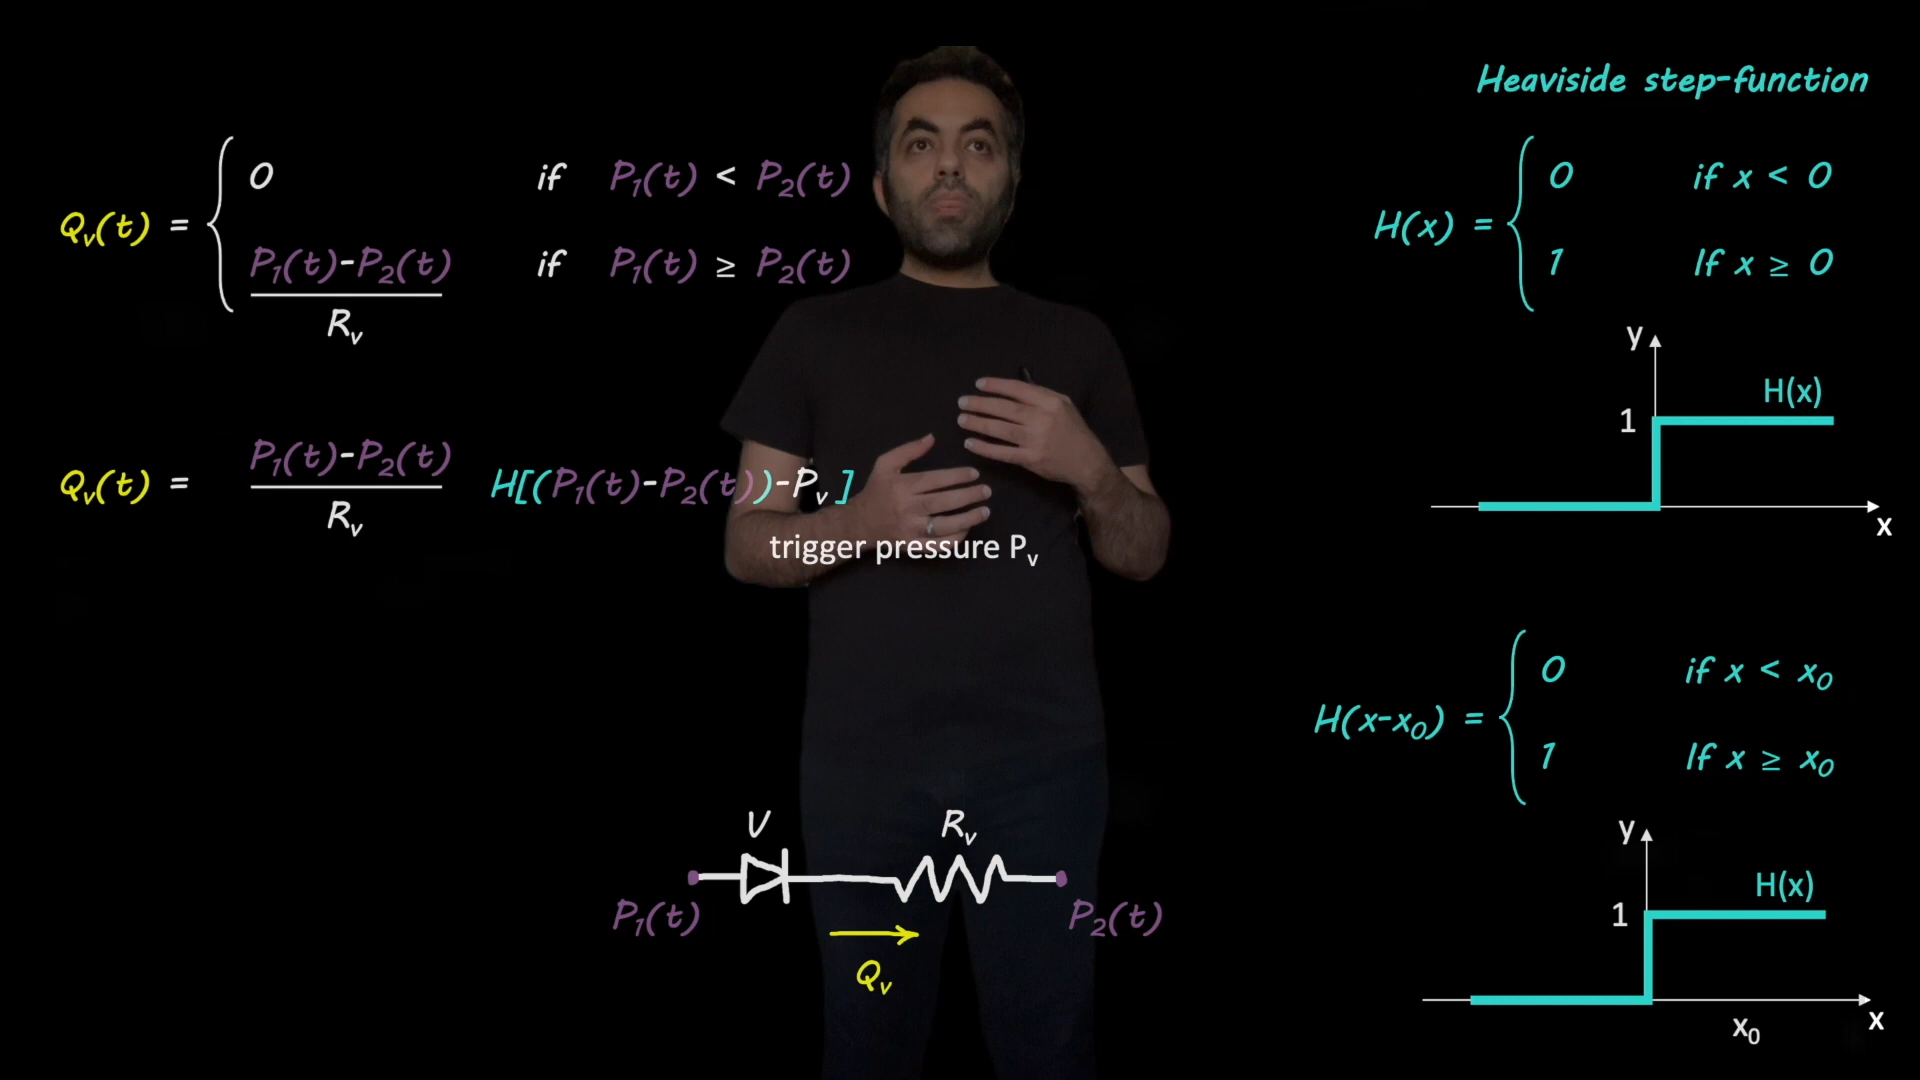 Heaviside step-function
Qᵥ(t) = { 0 if P₁(t) < P₂(t)
P₁(t)-P₂(t) / Rᵥ if P₁(t) ≥ P₂(t)
H(x) = { 0 if x < 0
1 If x ≥ 0
y
1
H(x)
x
Qᵥ(t) = P₁(t)-P₂(t) / Rᵥ H[(P₁(t)-P₂(t))-Pᵥ]
trigger pressure Pᵥ
H(x-x₀) = { 0 if x < x₀
1 If x ≥ x₀
y
1
H(x)
x₀
x
V
Rᵥ
P₁(t)
P₂(t)
Qᵥ